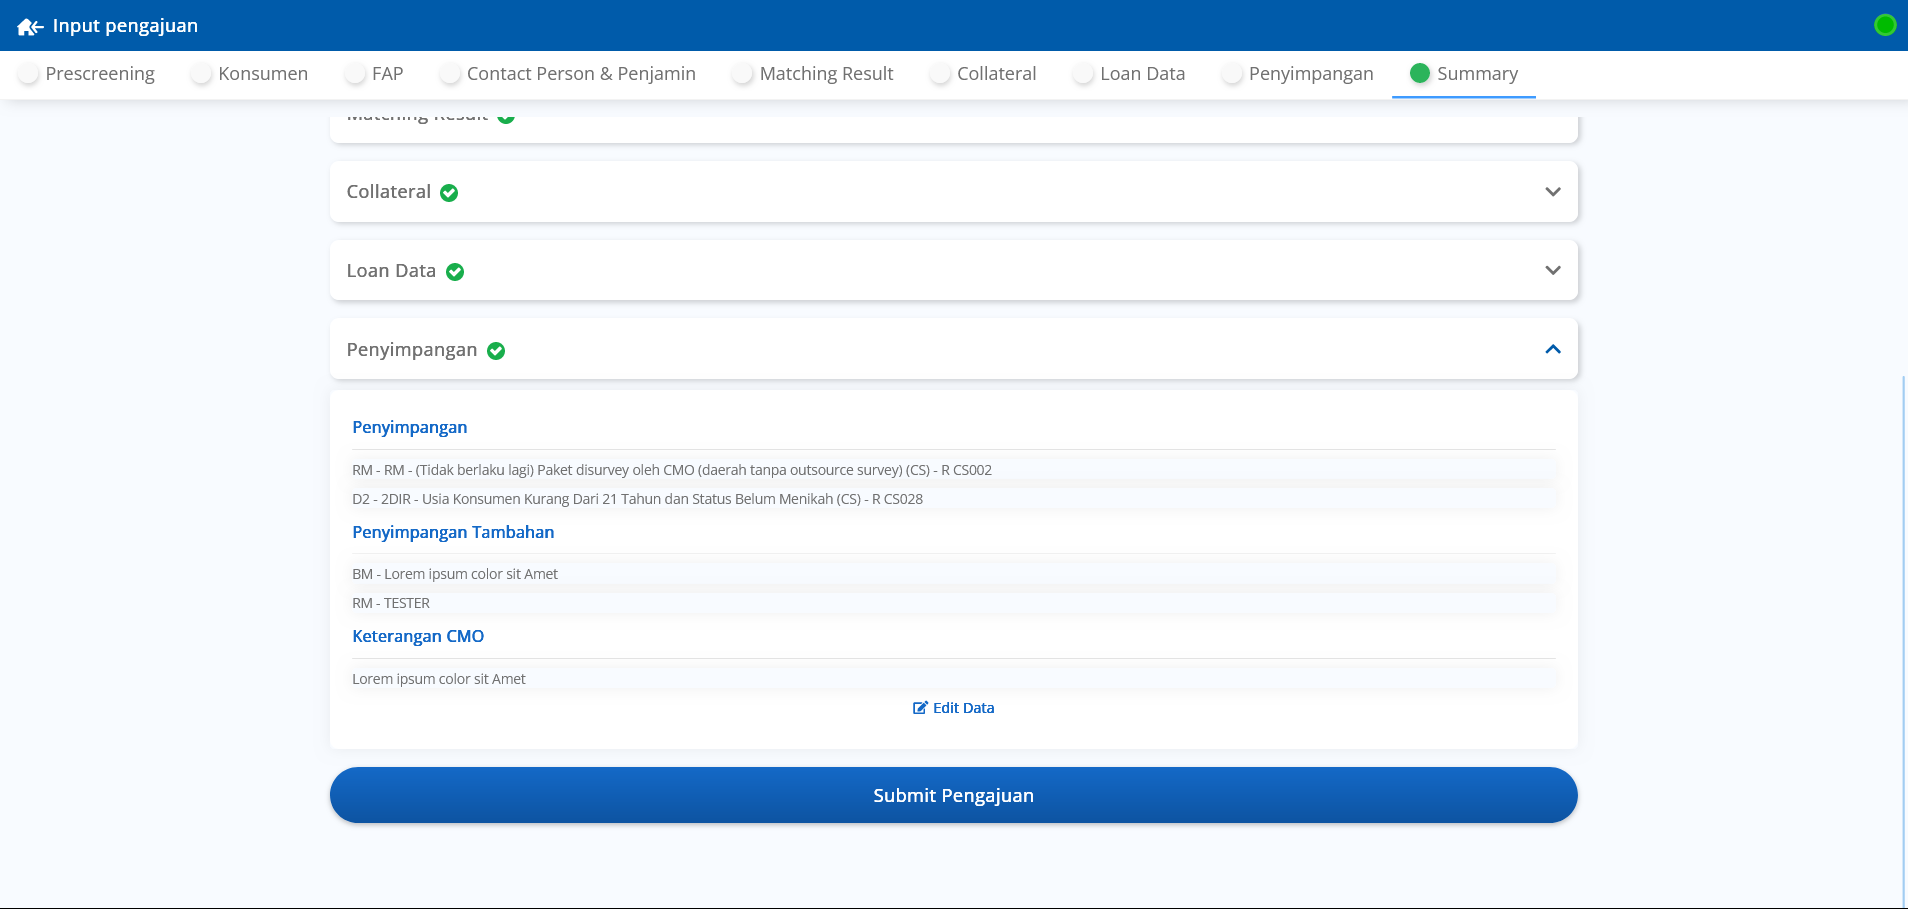 Input pengajuan
Prescreening Konsumen FAP Contact Person & Penjamin Matching Result Collateral Loan Data Penyimpangan Summary
Matching Result
Collateral
Loan Data
Penyimpangan
Penyimpangan
RM - RM - (Tidak berlaku lagi) Paket disurvey oleh CMO (daerah tanpa outsource survey) (CS) - R CS002
D2 - 2DIR - Usia Konsumen Kurang Dari 21 Tahun dan Status Belum Menikah (CS) - R CS028
Penyimpangan Tambahan
BM - Lorem ipsum color sit Amet
RM - TESTER
Keterangan CMO
Lorem ipsum color sit Amet
Edit Data
Submit Pengajuan